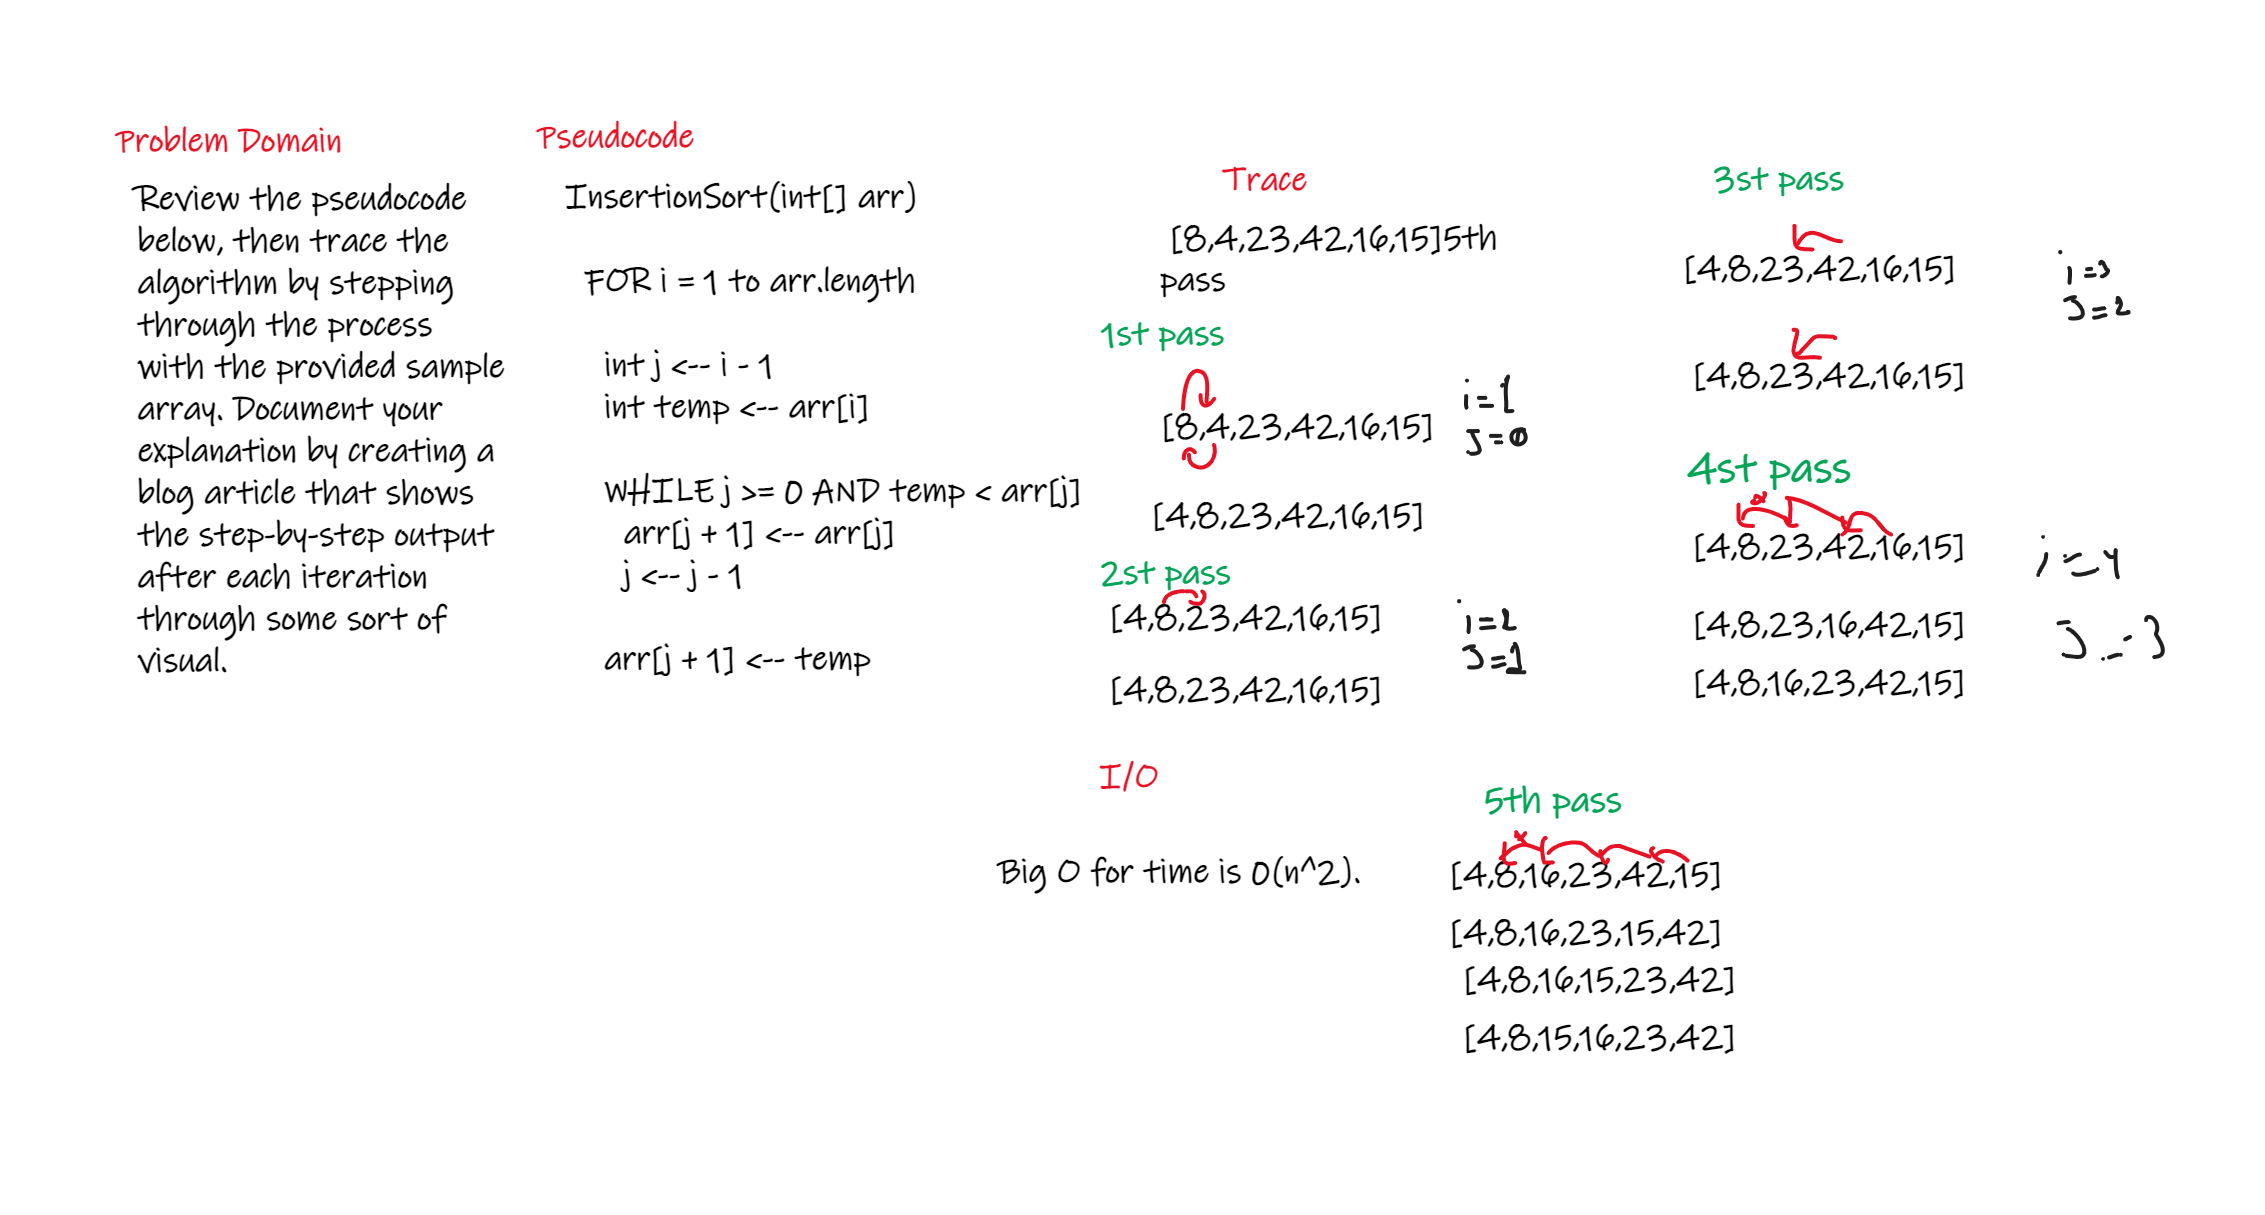 Problem Domain
Review the pseudocode
below, then trace the
algorithm by stepping
through the process
with the provided sample
array. Document your
explanation by creating a
blog article that shows
the step-by-step output
after each iteration
through some sort of
visual.
Pseudocode
InsertionSort(int[] arr)
FOR i = 1 to arr.length
int j <-- i - 1
int temp <-- arr[i]
WHILE j >= 0 AND temp < arr[j]
arr[j + 1] <-- arr[j]
j <-- j - 1
arr[j + 1] <-- temp
Trace
[8,4,23,42,16,15]5th
pass
1st pass
[8,4,23,42,16,15]
i=1
J=0
[4,8,23,42,16,15]
2st pass
[4,8,23,42,16,15]
i=2
J=1
[4,8,23,42,16,15]
3st pass
[4,8,23,42,16,15]
i=3
J=2
[4,8,23,42,16,15]
4st pass
x
[4,8,23,42,16,15]
i=4
[4,8,23,16,42,15]
J=3
[4,8,16,23,42,15]
I/O
Big O for time is O(n^2).
5th pass
x
[4,8,16,23,42,15]
[4,8,16,23,15,42]
[4,8,16,15,23,42]
[4,8,15,16,23,42]